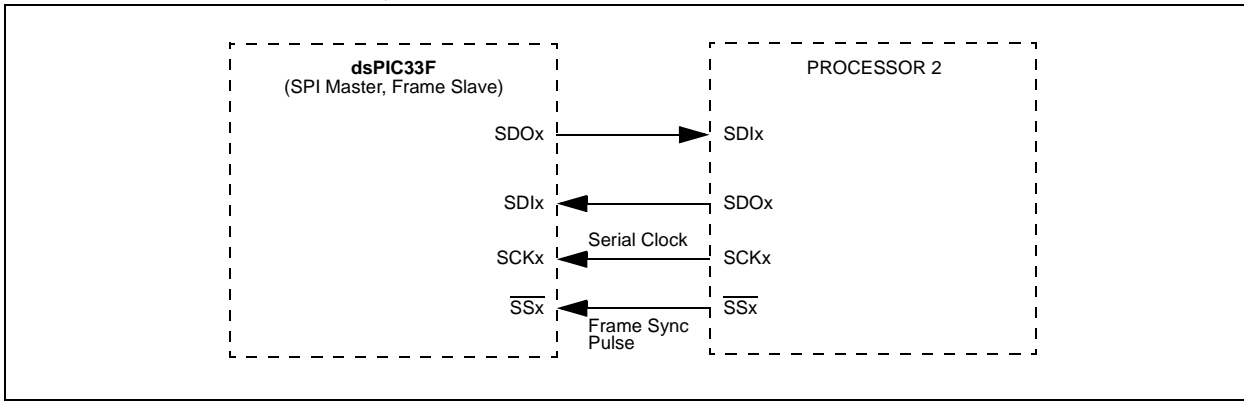 dsPIC33F
(SPI Master, Frame Slave)
PROCESSOR 2
SDOx
SDIx
SDIx
SDOx
Serial Clock
SCKx
SCKx
SSx
SSx
Frame Sync
Pulse